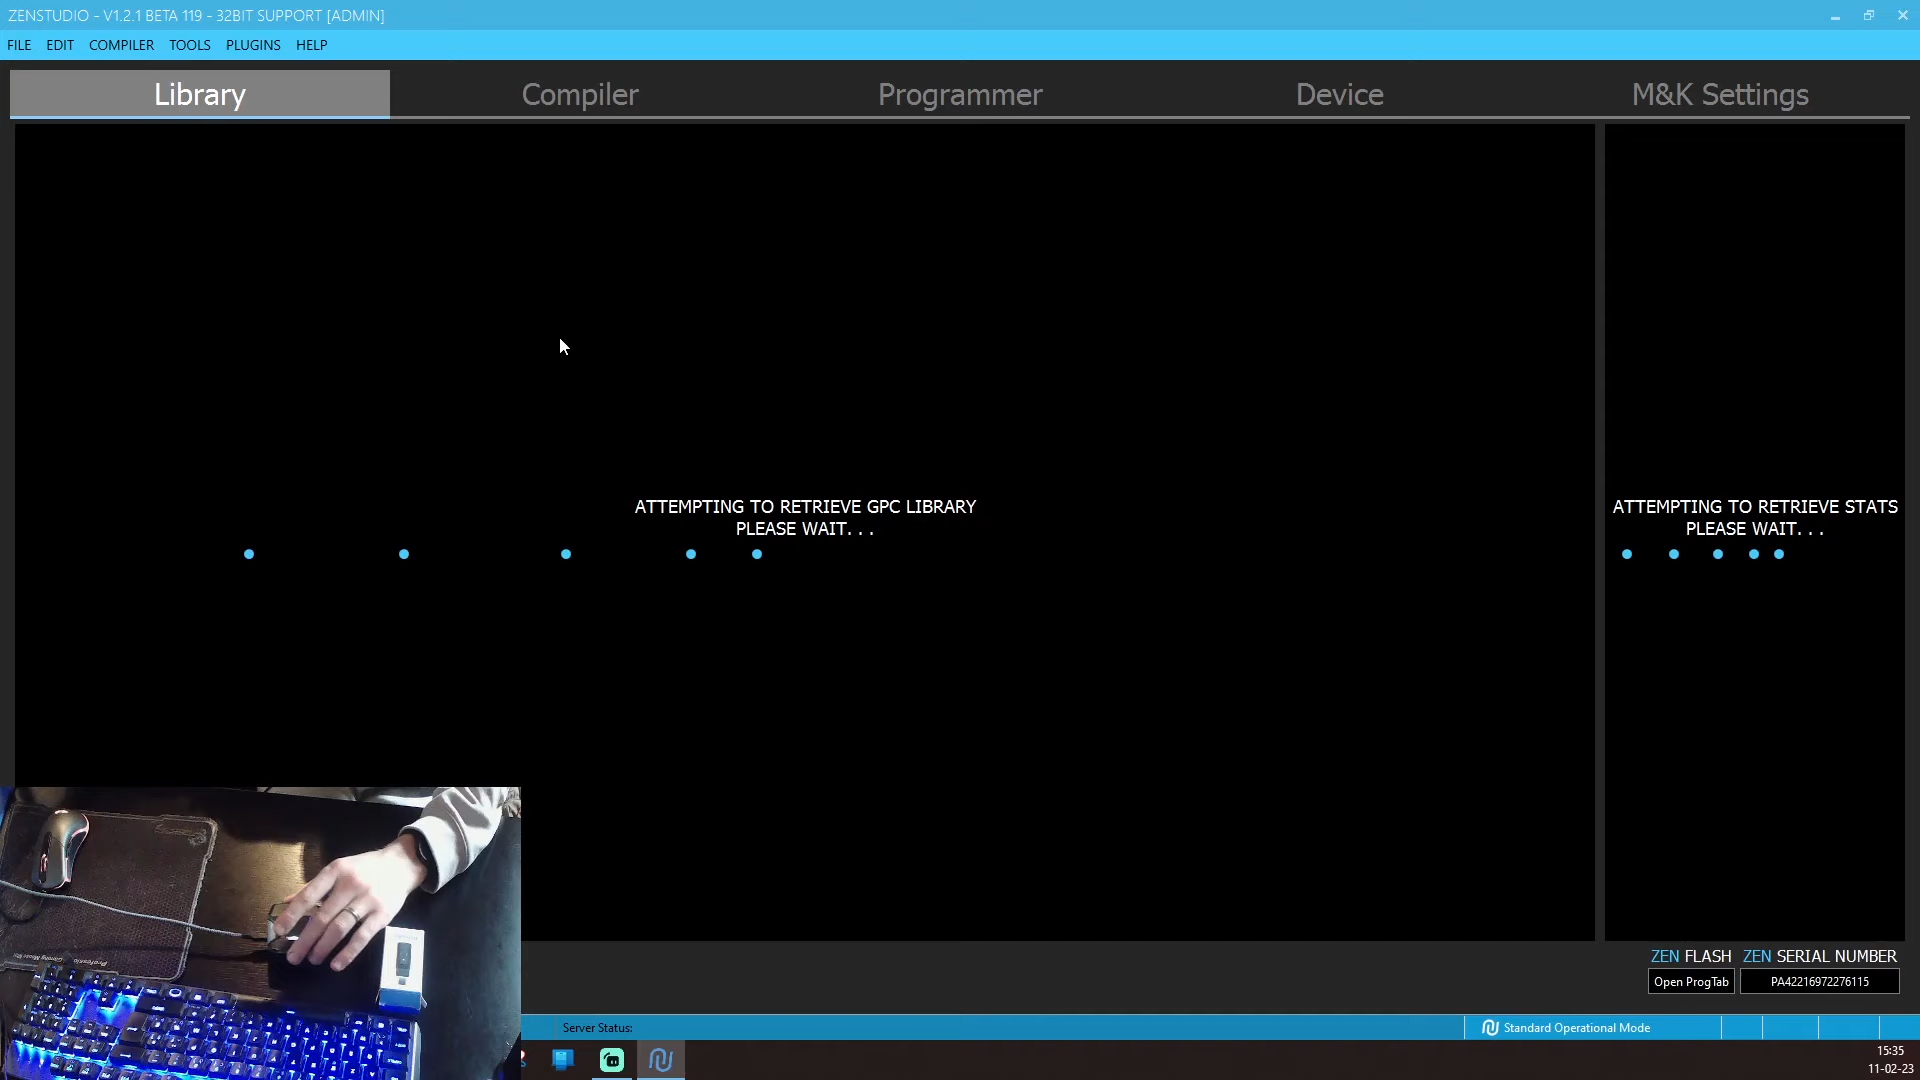 ZENSTUDIO - V1.2.1 BETA 119 - 32BIT SUPPORT [ADMIN]
FILE EDIT COMPILER TOOLS PLUGINS HELP
Library Compiler Programmer Device M&K Settings
ATTEMPTING TO RETRIEVE GPC LIBRARY
PLEASE WAIT. . .
ATTEMPTING TO RETRIEVE STATS
PLEASE WAIT. . .
ZEN FLASH ZEN SERIAL NUMBER
Open ProgTab PA42216972276115
Server Status: Standard Operational Mode
15:35
11-02-23